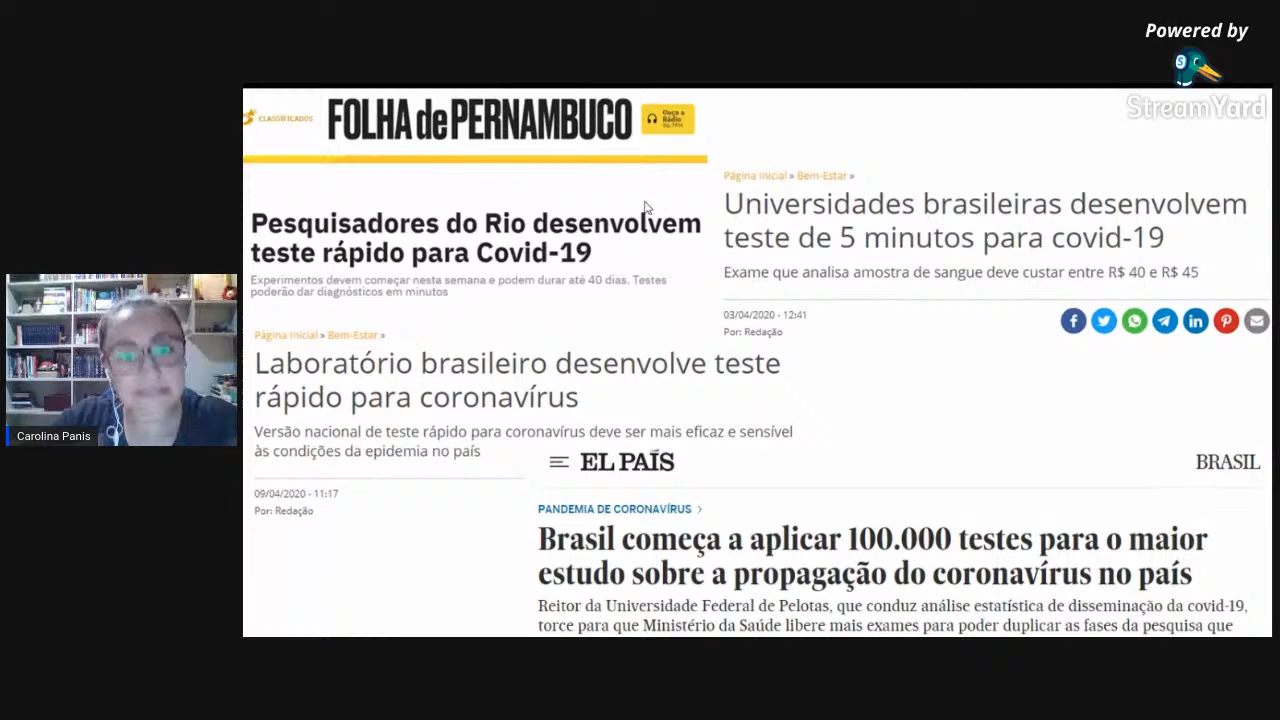 Powered by
StreamYard
CLASSIFICADOS
FOLHA de PERNAMBUCO
Ouça a
Rádio
Pesquisadores do Rio desenvolvem
teste rápido para Covid-19
Experimentos devem começar nesta semana e podem durar até 40 dias. Testes
poderão dar diagnósticos em minutos
Página Inicial » Bem-Estar »
Universidades brasileiras desenvolvem
teste de 5 minutos para covid-19
Exame que analisa amostra de sangue deve custar entre R$ 40 e R$ 45
03/04/2020 - 12:41
Por: Redação
Página Inicial » Bem-Estar »
Laboratório brasileiro desenvolve teste
rápido para coronavírus
Versão nacional de teste rápido para coronavírus deve ser mais eficaz e sensível
às condições da epidemia no país
09/04/2020 - 11:17
Por: Redação
EL PAÍS
BRASIL
PANDEMIA DE CORONAVÍRUS >
Brasil começa a aplicar 100.000 testes para o maior
estudo sobre a propagação do coronavírus no país
Reitor da Universidade Federal de Pelotas, que conduz análise estatística de disseminação da covid-19,
torce para que Ministério da Saúde libere mais exames para poder duplicar as fases da pesquisa que
Carolina Panis